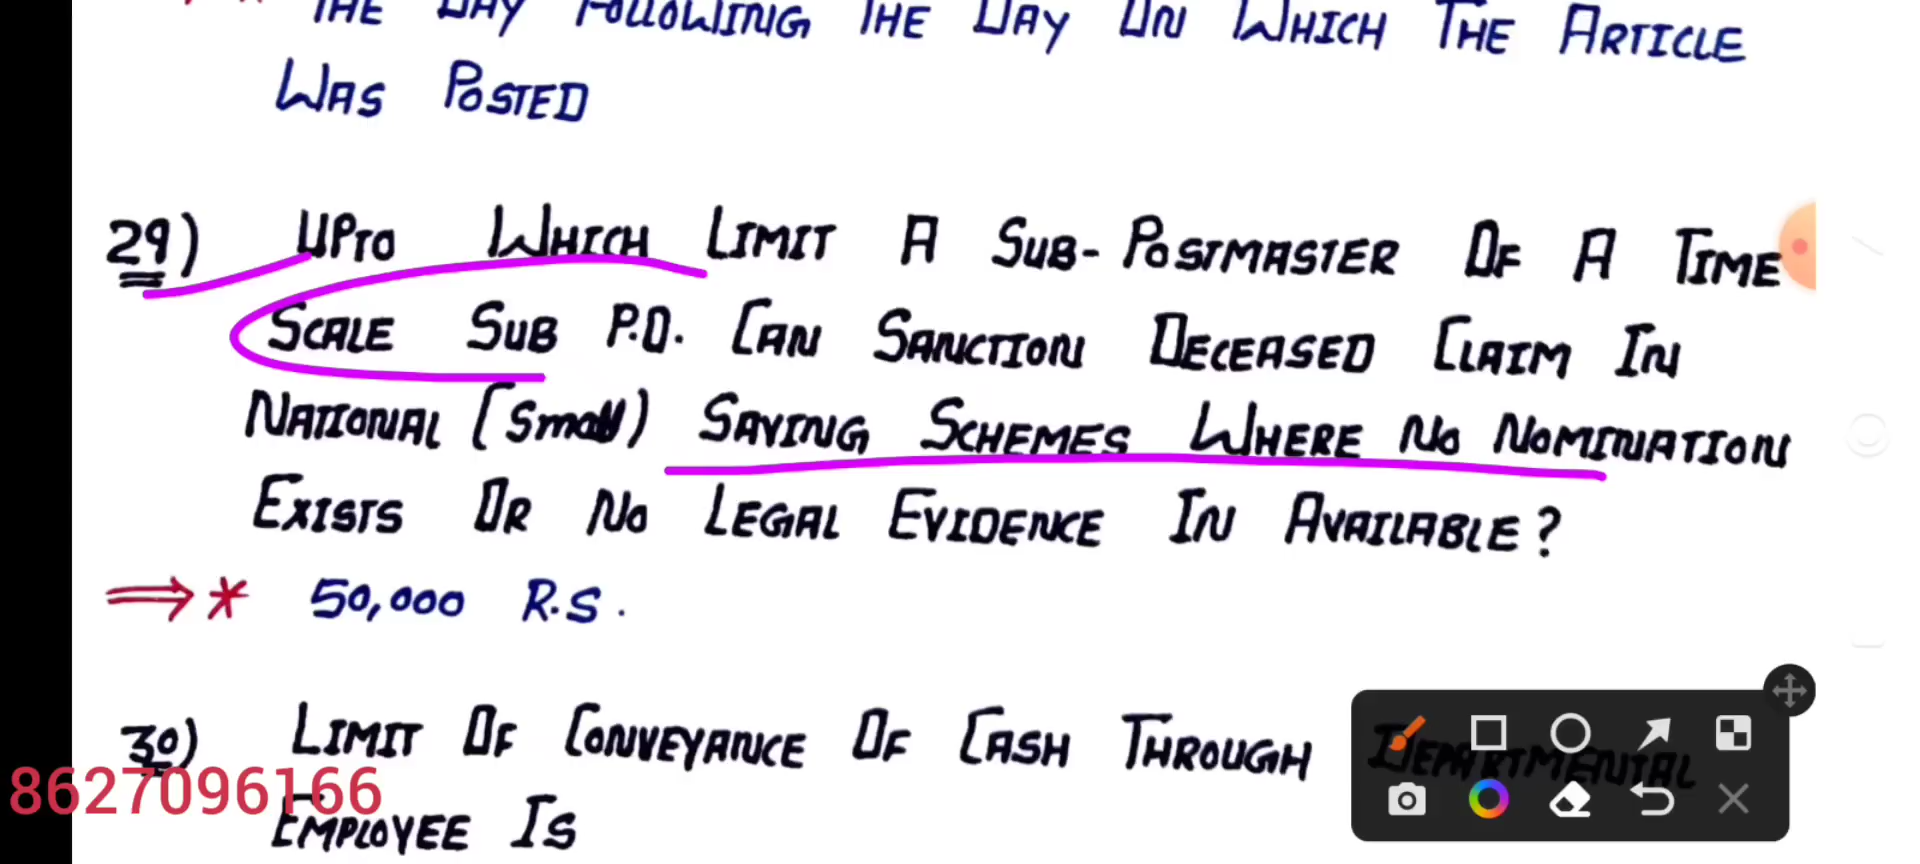 THE DAY FOLLOWING THE DAY ON WHICH THE ARTICLE
WAS POSTED
29) UPTO WHICH LIMIT A SUB-POSTMASTER OF A TIME
SCALE SUB P.O. CAN SANCTION DECEASED CLAIM IN
NATIONAL (Small) SAVING SCHEMES WHERE NO NOMINATION
EXISTS OR NO LEGAL EVIDENCE IN AVAILABLE?
⇒* 50,000 R.S.
30) LIMIT OF CONVEYANCE OF CASH THROUGH DEPARTMENTAL
8627096166
EMPLOYEE IS